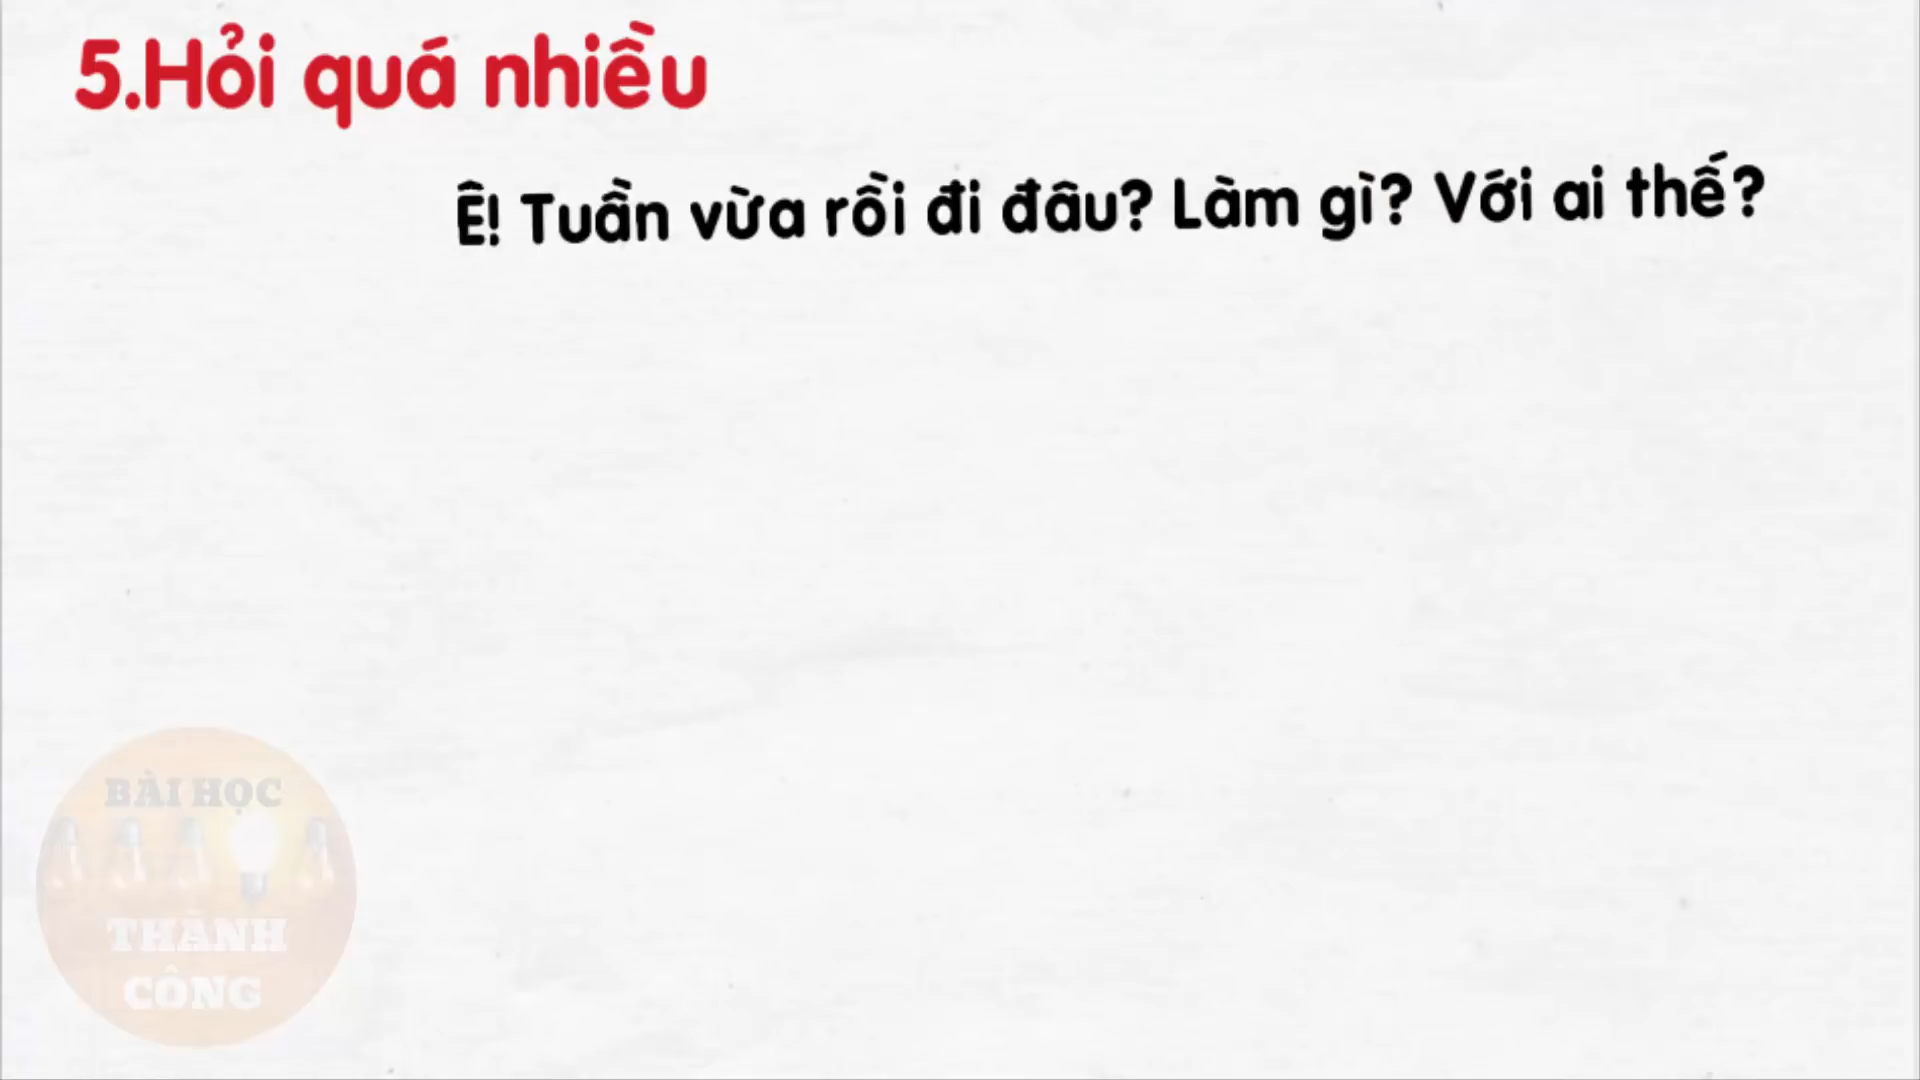 5.Hỏi quá nhiều
Ê! Tuần vừa rồi đi đâu? Làm gì? Với ai thế?
BÀI HỌC
THÀNH
CÔNG